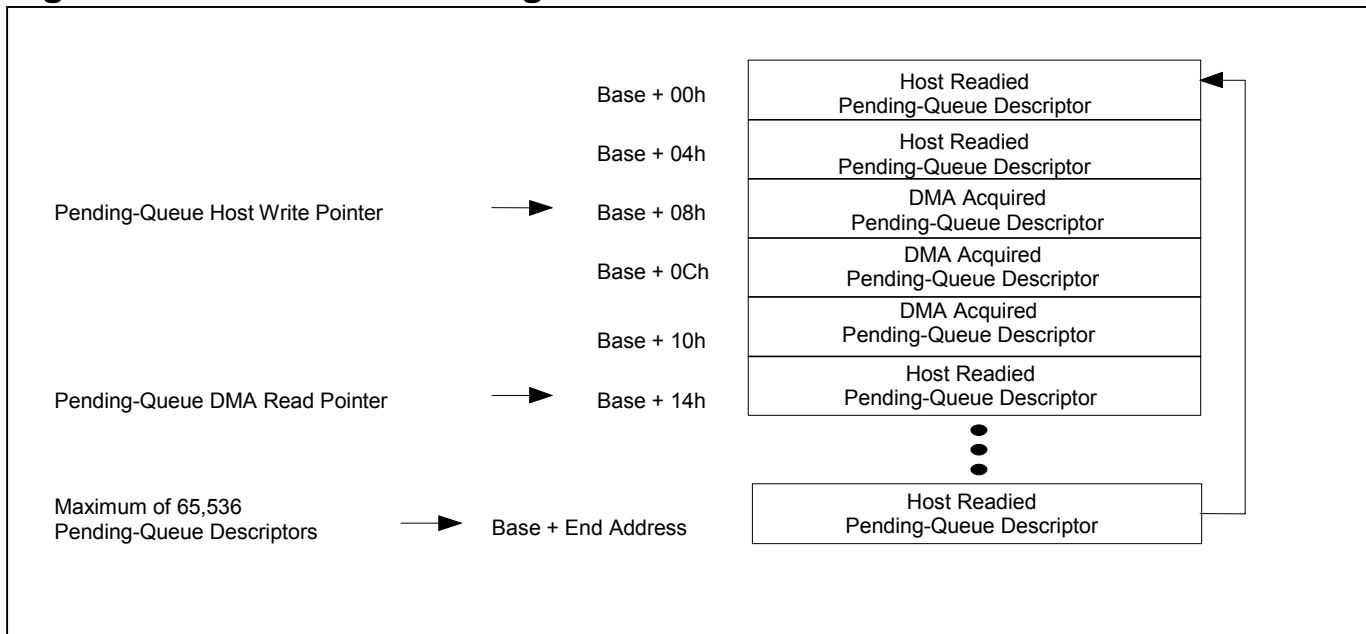 Base + 00h
Host Readied
Pending-Queue Descriptor
Base + 04h
Host Readied
Pending-Queue Descriptor
Pending-Queue Host Write Pointer
Base + 08h
DMA Acquired
Pending-Queue Descriptor
Base + 0Ch
DMA Acquired
Pending-Queue Descriptor
Base + 10h
DMA Acquired
Pending-Queue Descriptor
Pending-Queue DMA Read Pointer
Base + 14h
Host Readied
Pending-Queue Descriptor
Maximum of 65,536
Pending-Queue Descriptors
Base + End Address
Host Readied
Pending-Queue Descriptor